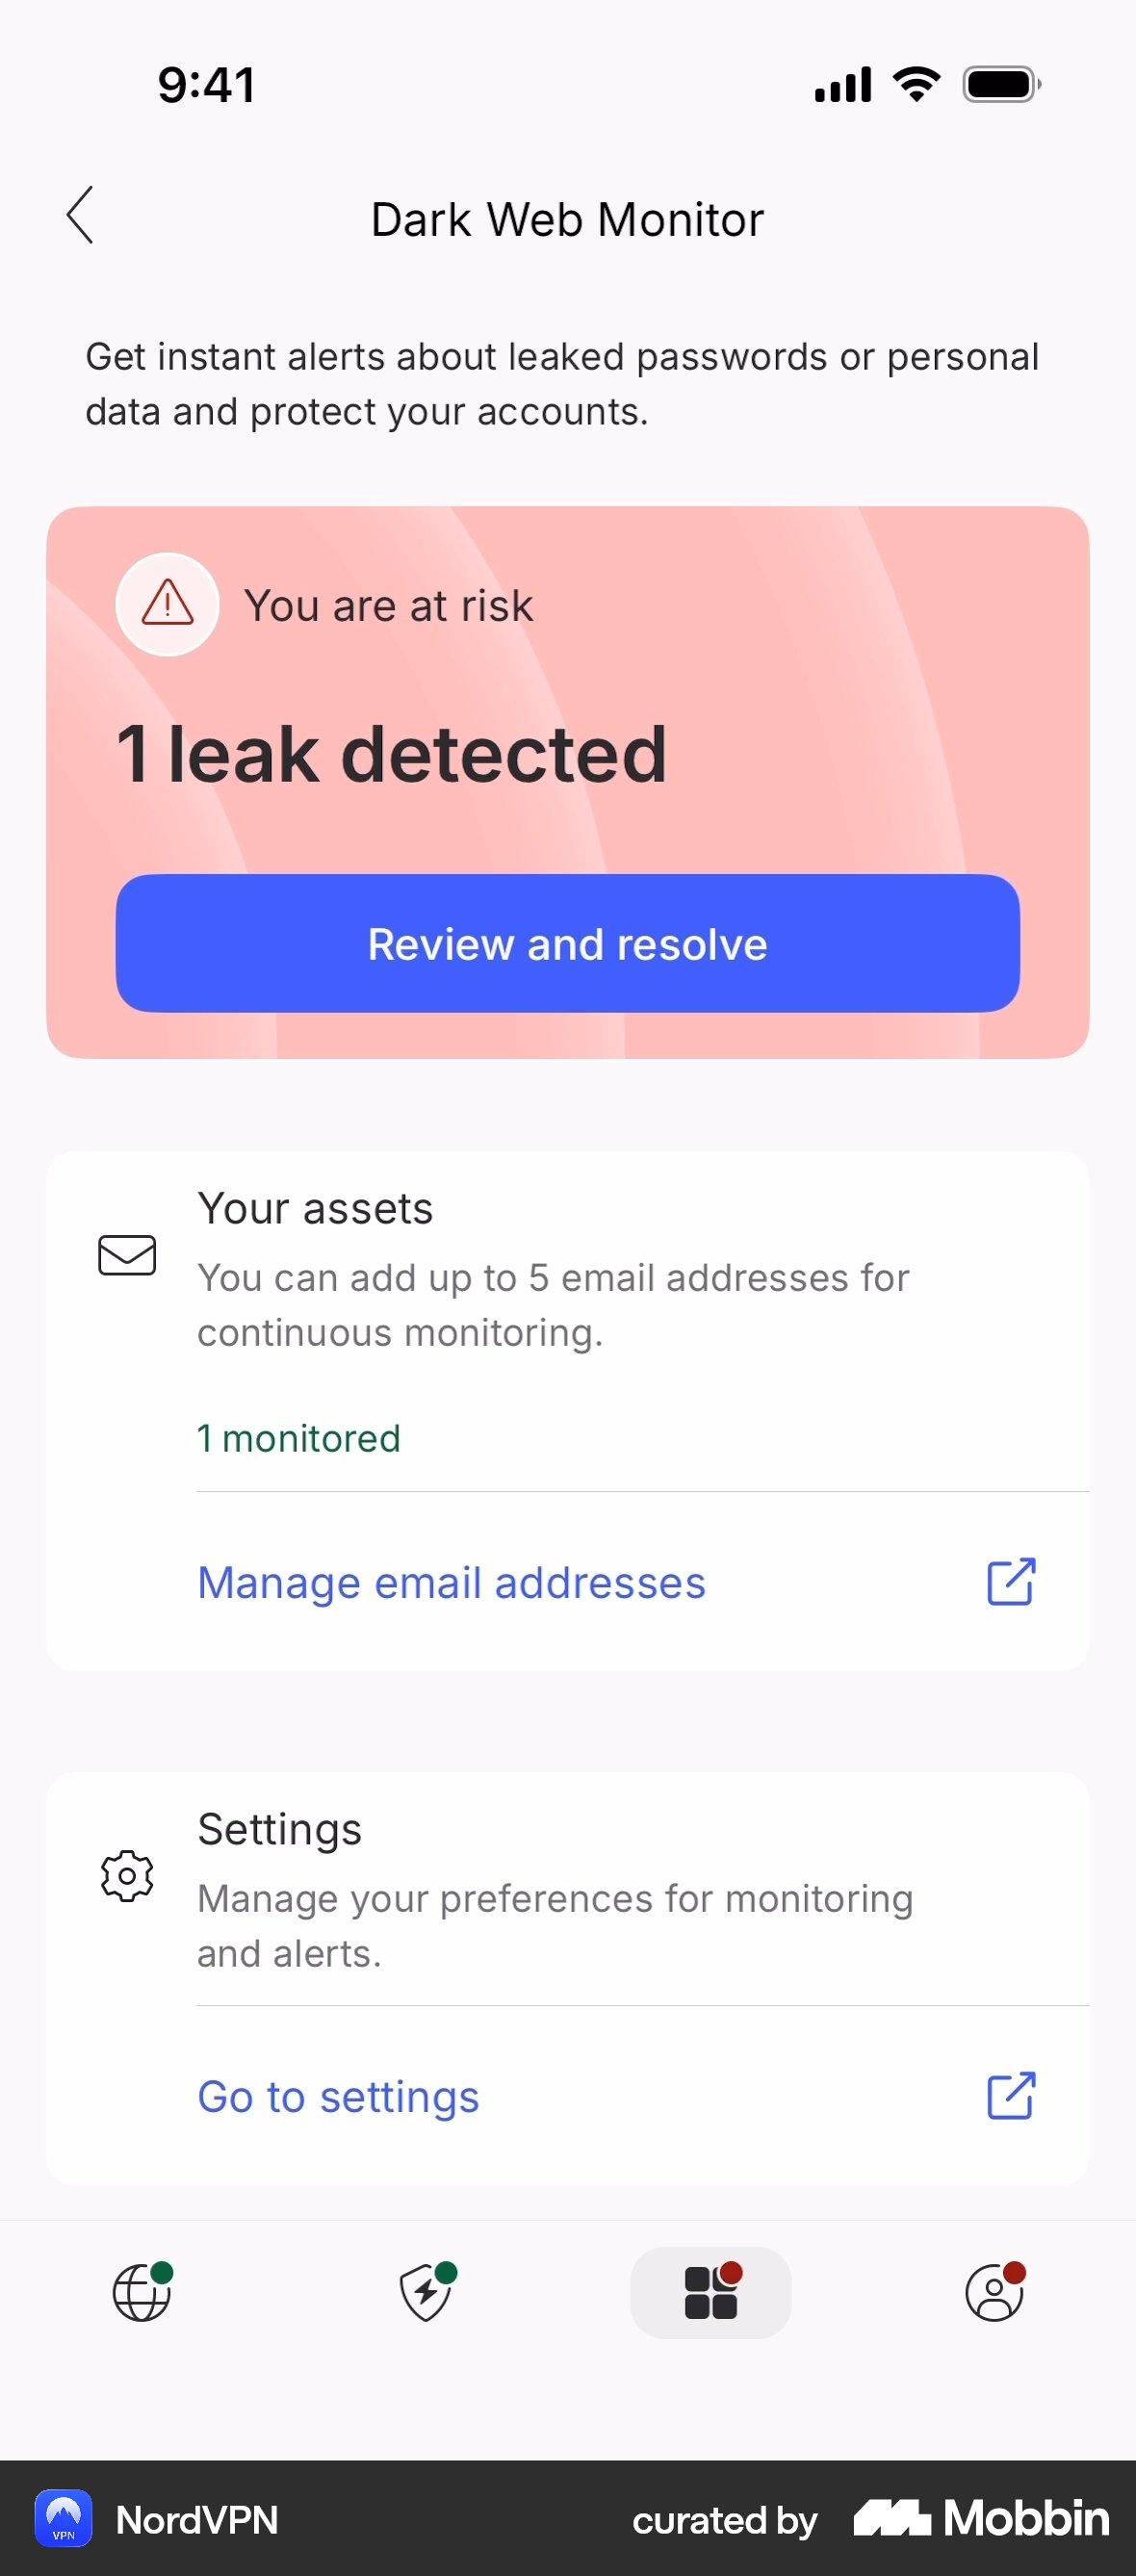 9:41
Dark Web Monitor
Get instant alerts about leaked passwords or personal
data and protect your accounts.
You are at risk
1 leak detected
Review and resolve
Your assets
You can add up to 5 email addresses for
continuous monitoring.
1 monitored
Manage email addresses
Settings
Manage your preferences for monitoring
and alerts.
Go to settings
VPN
NordVPN
curated by
Mobbin